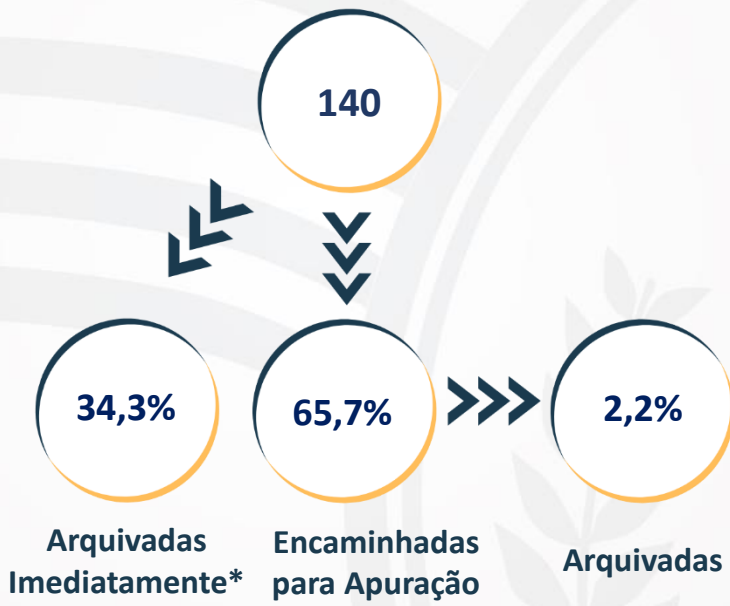 140
34,3%
65,7%
2,2%
Arquivadas
Imediatamente*
Encaminhadas
para Apuração
Arquivadas